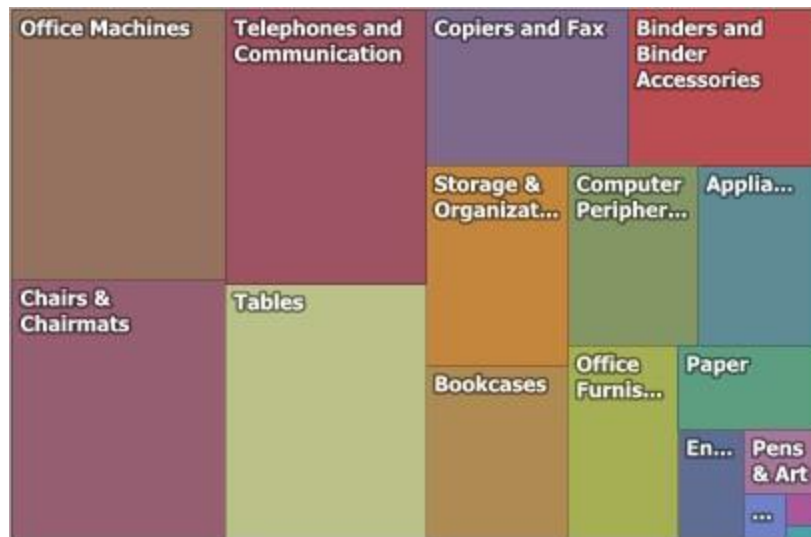 Office Machines
Telephones and
Communication
Copiers and Fax
Binders and
Binder
Accessories
Storage &
Organizat...
Computer
Peripher...
Applia...
Chairs &
Chairmats
Tables
Bookcases
Office
Furnis...
Paper
En...
Pens
& Art
...